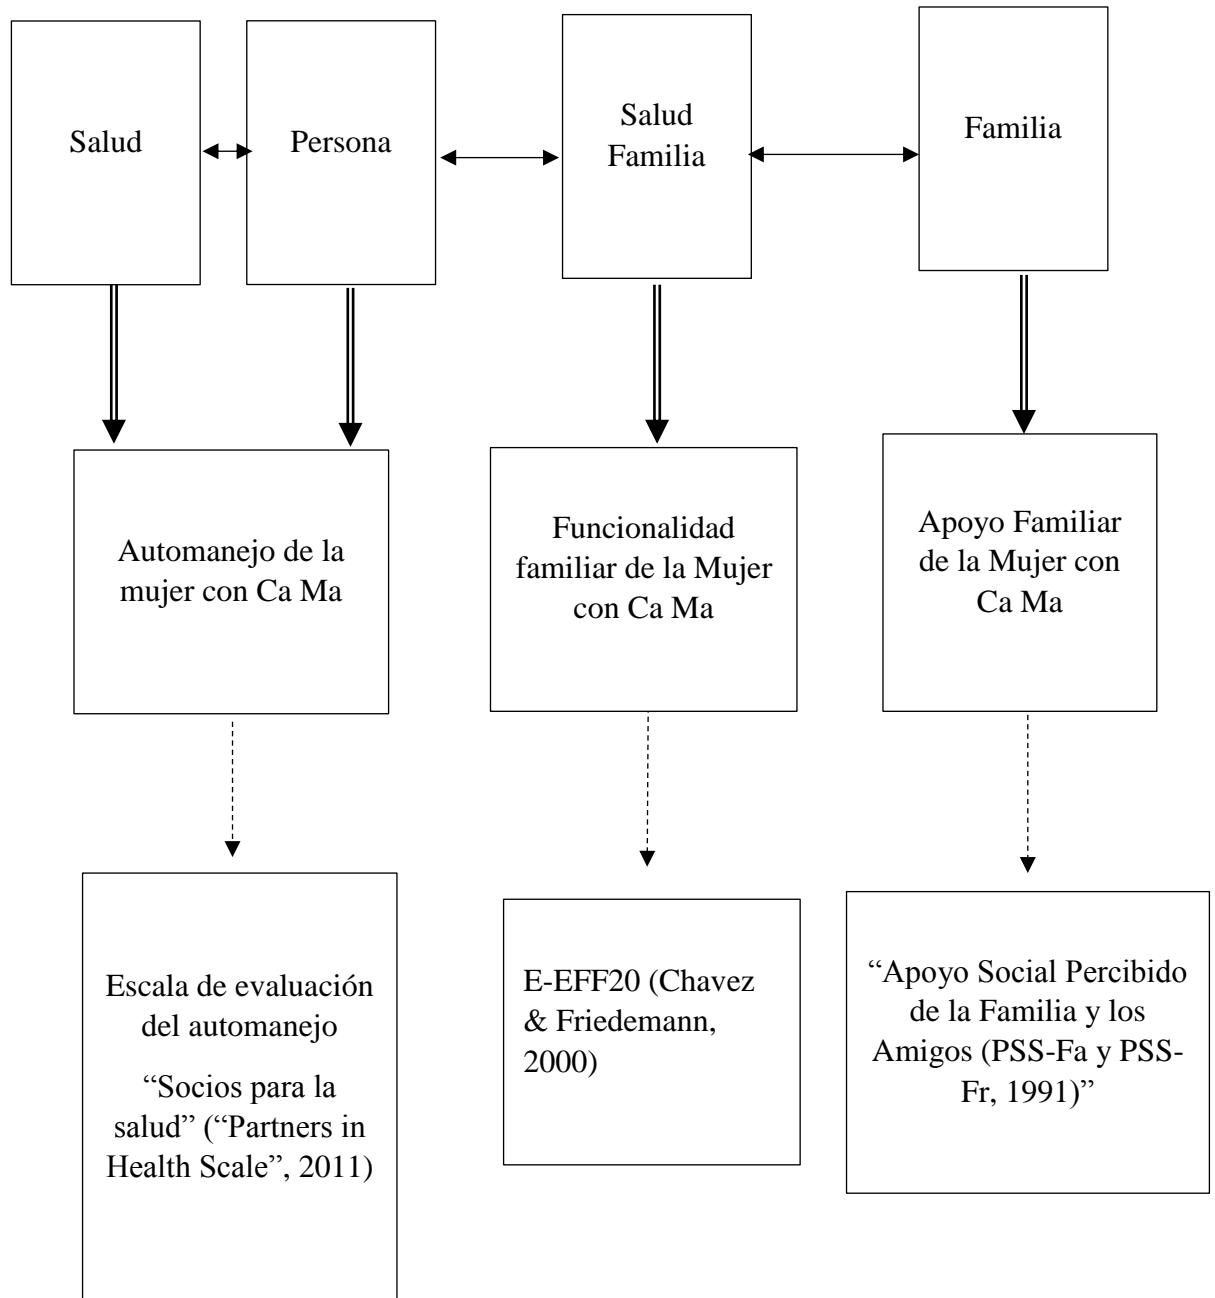 Salud
Persona
Salud
Familia
Familia
Automanejo de la
mujer con Ca Ma
Funcionalidad
familiar de la Mujer
con Ca Ma
Apoyo Familiar
de la Mujer con
Ca Ma
Escala de evaluación
del automanejo
“Socios para la
salud” (“Partners in
Health Scale”, 2011)
E-EFF20 (Chavez
& Friedemann,
2000)
“Apoyo Social Percibido
de la Familia y los
Amigos (PSS-Fa y PSS-
Fr, 1991)”